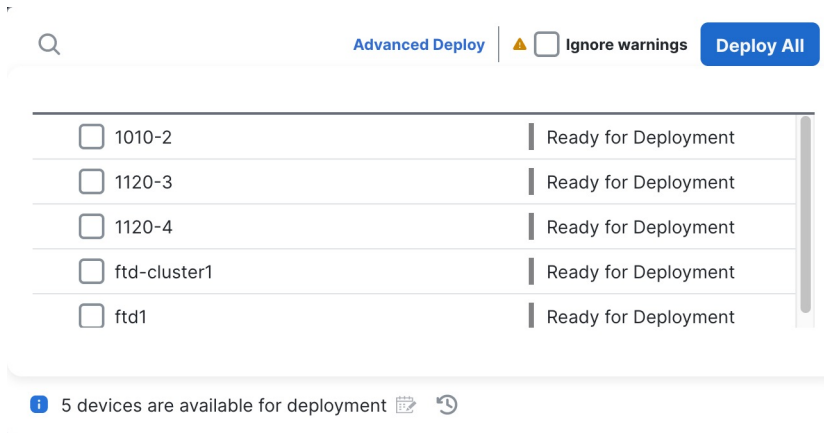 Advanced Deploy Ignore warnings Deploy All
1010-2 Ready for Deployment
1120-3 Ready for Deployment
1120-4 Ready for Deployment
ftd-cluster1 Ready for Deployment
ftd1 Ready for Deployment
5 devices are available for deployment